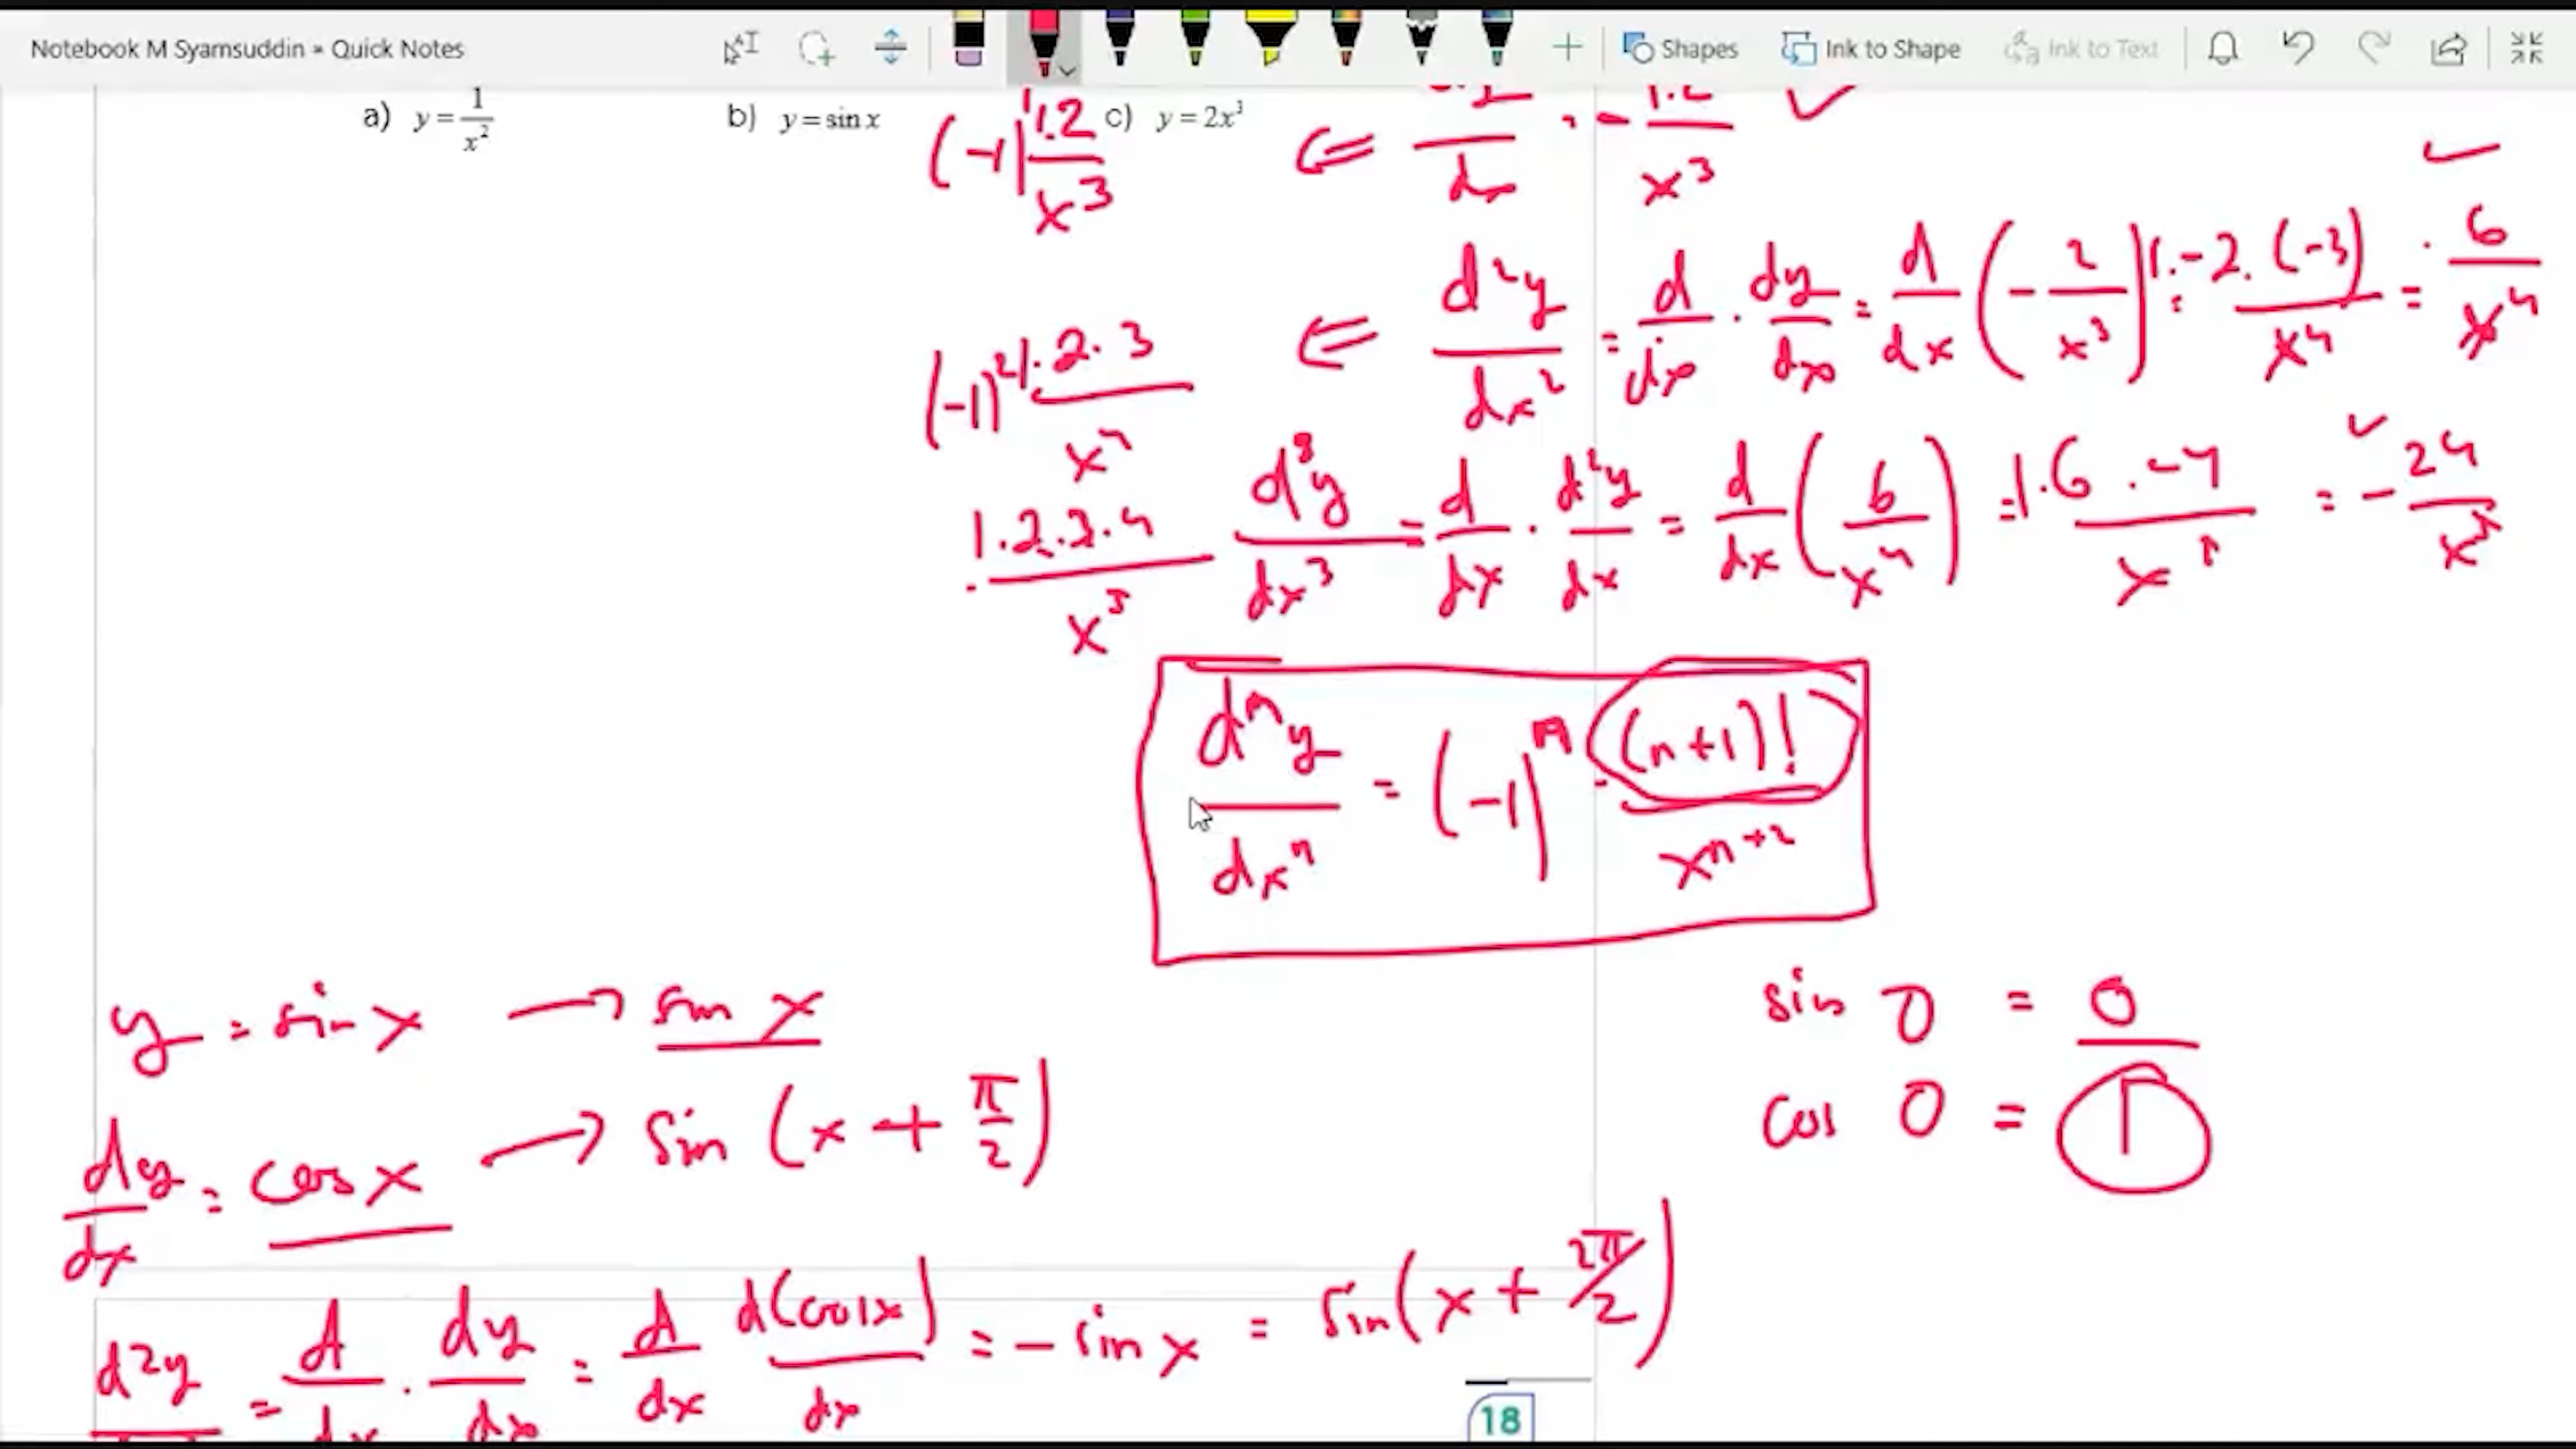 Notebook M Syamsuddin » Quick Notes Shapes Ink to Shape Ink to Text
a) y = 1/x² b) y = sin x c) y = 2x³
(-1)¹ 1.2/x³ ⇐ /dx = - 1.2/x³ ✓
(-1)² 1.2.3/x⁴ ⇐ d²y/dx² = d/dx · dy/dx = d/dx (-2/x³) = 1.-2.(-3)/x⁴ = 6/x⁴ ✓
1.2.3.4/x³ d³y/dx³ = d/dx · d²y/dx = d/dx (6/x⁴) = 1.6.-4/x⁵ = -24/x⁵ ✓
dⁿy/dxⁿ = (-1)ⁿ · (n+1)!/xⁿ⁺²
y = sin x → sin x
sin 0 = 0
dy/dx = cos x → sin (x + π/2)
cos 0 = 1
d²y = d/dx · dy/dx = d/dx d(cos x)/dx = - sin x = sin(x + 2π/2)
18